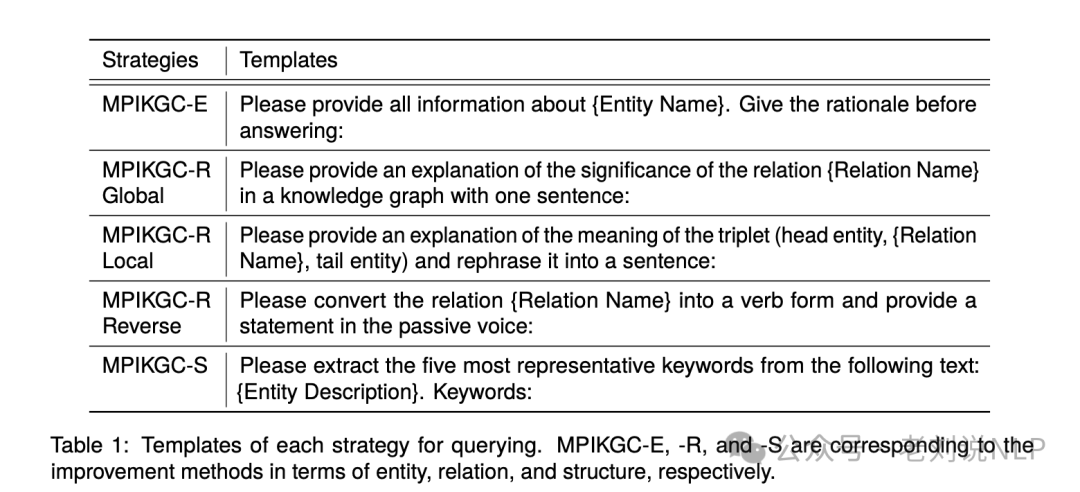 Strategies Templates
MPIKGC-E Please provide all information about {Entity Name}. Give the rationale before
answering:
MPIKGC-R Please provide an explanation of the significance of the relation {Relation Name}
Global in a knowledge graph with one sentence:
MPIKGC-R Please provide an explanation of the meaning of the triplet (head entity, {Relation
Local Name}, tail entity) and rephrase it into a sentence:
MPIKGC-R Please convert the relation {Relation Name} into a verb form and provide a
Reverse statement in the passive voice:
MPIKGC-S Please extract the five most representative keywords from the following text:
{Entity Description}. Keywords:
Table 1: Templates of each strategy for querying. MPIKGC-E, -R, and -S are corresponding to the
improvement methods in terms of entity, relation, and structure, respectively.
公众号 · 老刘说NLP